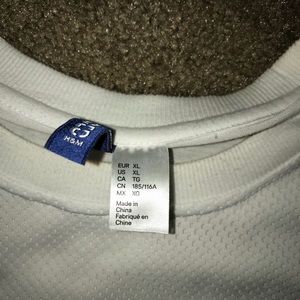 H&M
EUR XL
US XL
CA TG
CN 185/116A
MX XG
Made in
China
Fabriqué en
Chine